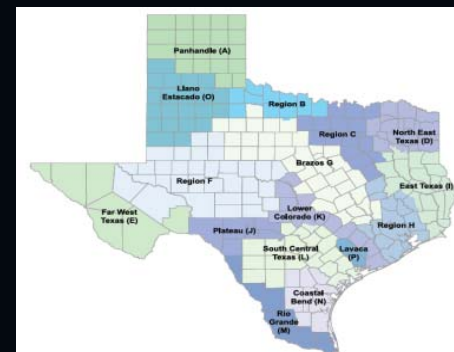 Panhandle (A)
Llano
Estacado (O)
Region B
Region C
North East
Texas (D)
Brazos G
East Texas (I)
Region F
Far West
Texas (E)
Lower
Colorado (K)
Region H
Plateau (J)
South Central
Texas (L)
Lavaca
(P)
Coastal
Bend (N)
Rio
Grande
(M)